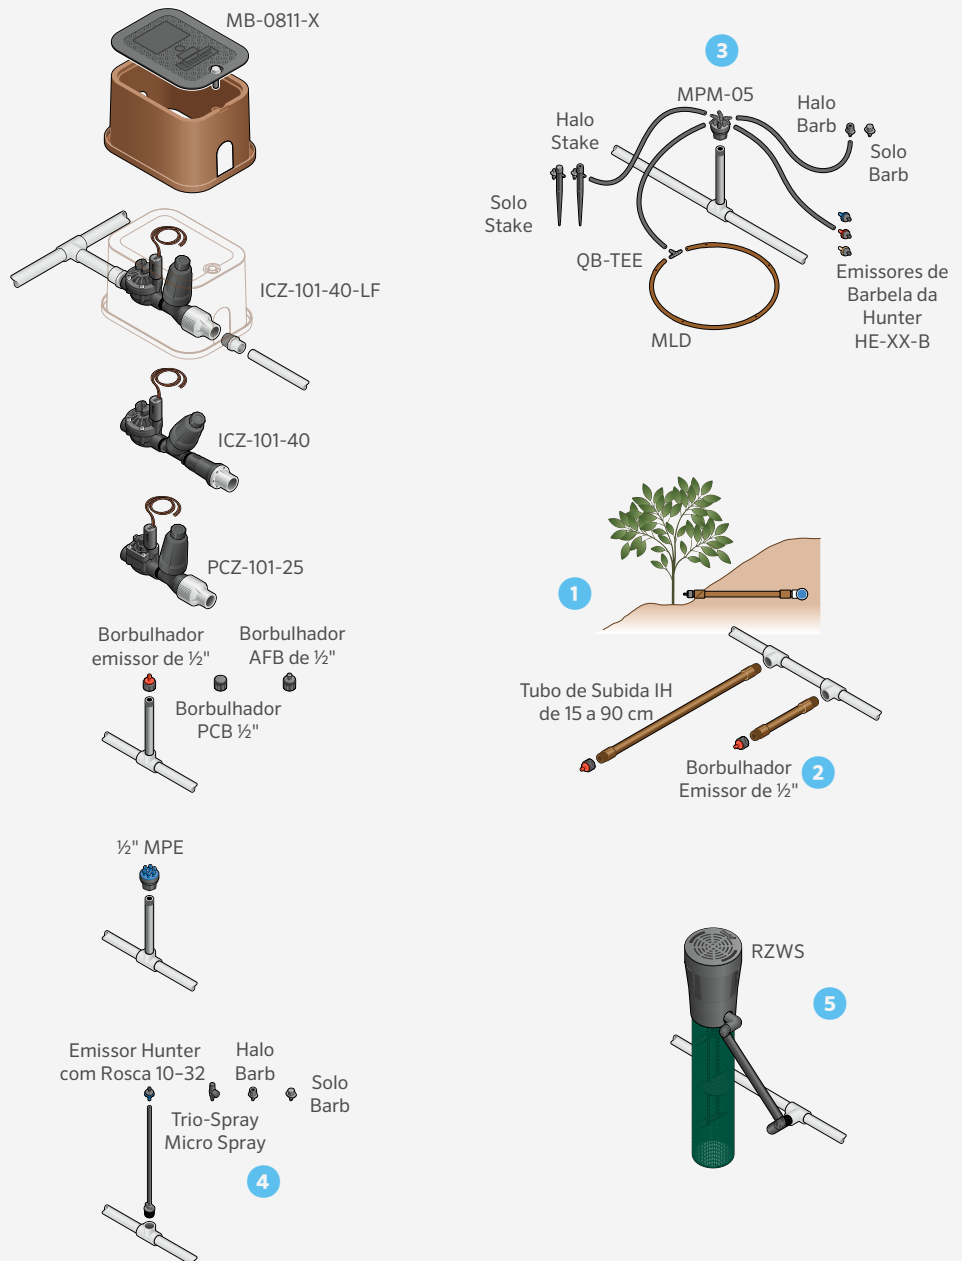 MB-0811-X
ICZ-101-40-LF
ICZ-101-40
PCZ-101-25
Borbulhador
emissor de ½"
Borbulhador
AFB de ½"
Borbulhador
PCB ½"
½" MPE
Emissor Hunter
com Rosca 10–32
Halo
Barb
Solo
Barb
Trio-Spray
Micro Spray
4
3
MPM-05
Halo
Stake
Halo
Barb
Solo
Barb
Solo
Stake
QB-TEE
MLD
Emissores de
Barbela da
Hunter
HE-XX-B
1
Tubo de Subida IH
de 15 a 90 cm
Borbulhador
Emissor de ½"
2
RZWS
5